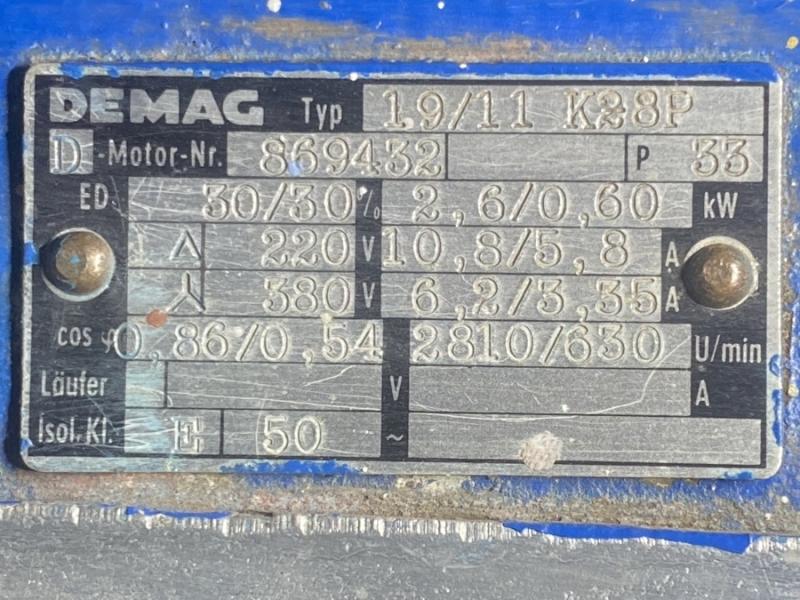 DEMAG Typ 19/11 K28P
D -Motor-Nr. 869432 P 33
ED 30/30% 2,6/0,60 kW
220 V 10,8/5,8 A
380 V 6,2/3,35 A
cos φ 0,86/0,54 2810/630 U/min
Läufer V A
Isol.Kl. E 50 ~